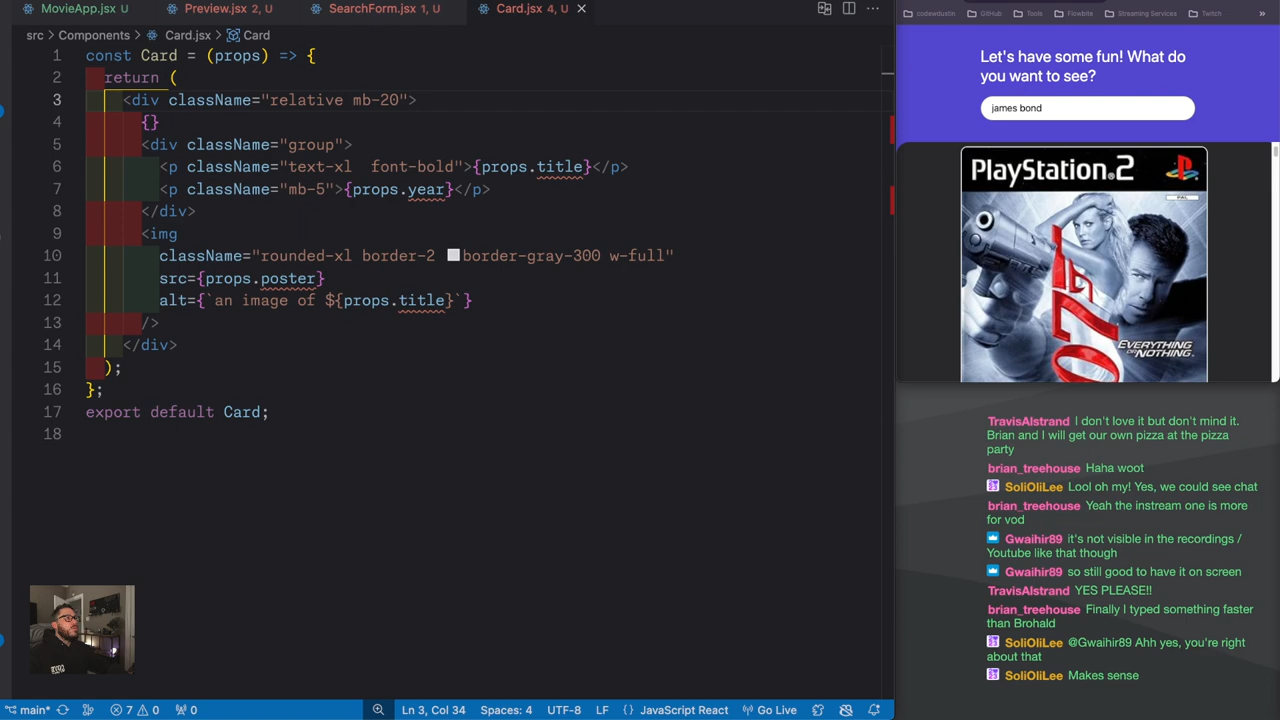 MovieApp.jsx U
Preview.jsx 2, U
SearchForm.jsx 1, U
Card.jsx 4, U
src > Components > Card.jsx > Card
1 const Card = (props) => {
2 return (
3 <div className="relative mb-20">
4 {}
5 <div className="group">
6 <p className="text-xl  font-bold">{props.title}</p>
7 <p className="mb-5">{props.year}</p>
8 </div>
9 <img
10 className="rounded-xl border-2 border-gray-300 w-full"
11 src={props.poster}
12 alt={`an image of ${props.title}`}
13 />
14 </div>
15 );
16 };
17 export default Card;
18
main* 7 0 0 Ln 3, Col 34 Spaces: 4 UTF-8 LF {} JavaScript React Go Live
codewdustin GitHub Tools Flowbite Streaming Services Twitch »
Let's have some fun! What do
you want to see?
james bond
PlayStation 2
PAL
007
EVERYTHING
OR NOTHING
TravisAlstrand I don't love it but don't mind it.
Brian and I will get our own pizza at the pizza
party
brian_treehouse Haha woot
SoliOliLee Lool oh my! Yes, we could see chat
brian_treehouse Yeah the instream one is more
for vod
Gwaihir89 it's not visible in the recordings /
Youtube like that though
Gwaihir89 so still good to have it on screen
TravisAlstrand YES PLEASE!!
brian_treehouse Finally I typed something faster
than Brohald
SoliOliLee @Gwaihir89 Ahh yes, you're right
about that
SoliOliLee Makes sense